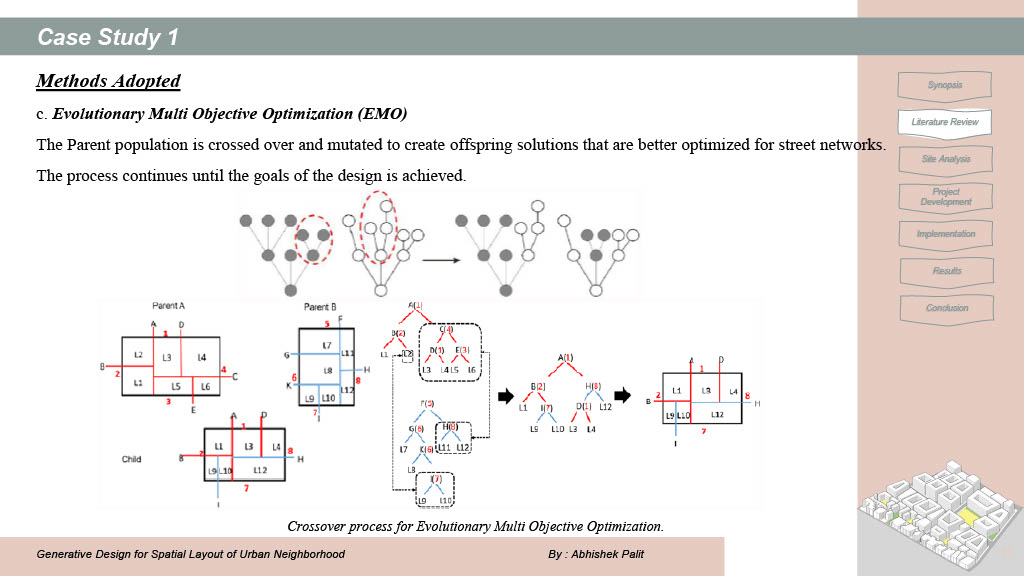 Case Study 1
Methods Adopted
c. Evolutionary Multi Objective Optimization (EMO)
The Parent population is crossed over and mutated to create offspring solutions that are better optimized for street networks.
The process continues until the goals of the design is achieved.
Synopsis
Literature Review
Site Analysis
Project
Development
Implementation
Results
Conclusion
Parent A
A D
1
L2 L3 L4
B 2 4 C
L1 L5 L6
3
E
Parent B
F
5
L7
G L11
L8 H
6 8
K L12
L9 L10
7
I
Child
A D
1
L1 L3 L4 8
B 2 H
L9 L10 L12
7
I
A(1)
B(2) C(4)
L1 L2 D(1) E(3)
L3 L4 L5 L6
F(5)
G(6) H(8)
L7 K(6) L11 L12
L8
I(7)
L9 L10
A(1)
B(2) H(8)
L1 I(7) D(1) L12
L9 L10 L3 L4
A D
1
2 L1 L3 L4 8
B H
L9 L10 L12
I 7
Crossover process for Evolutionary Multi Objective Optimization.
Generative Design for Spatial Layout of Urban Neighborhood
By : Abhishek Palit